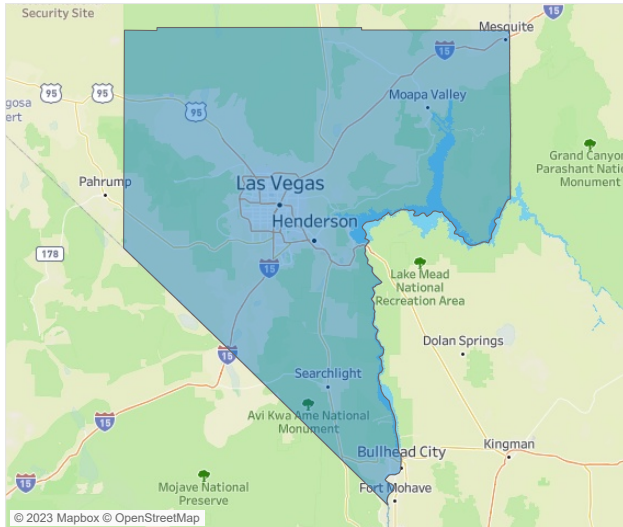 Security Site
15
Mesquite
15
95
95
95
gosa
ert
Moapa Valley
Grand Canyon
Parashant Nation
Monument
Pahrump
Las Vegas
Henderson
178
15
Lake Mead
National
Recreation Area
Dolan Springs
15
Searchlight
Avi Kwa Ame National
Monument
15
Bullhead City
Kingman
15
Mojave National
Preserve
Fort Mohave
© 2023 Mapbox © OpenStreetMap